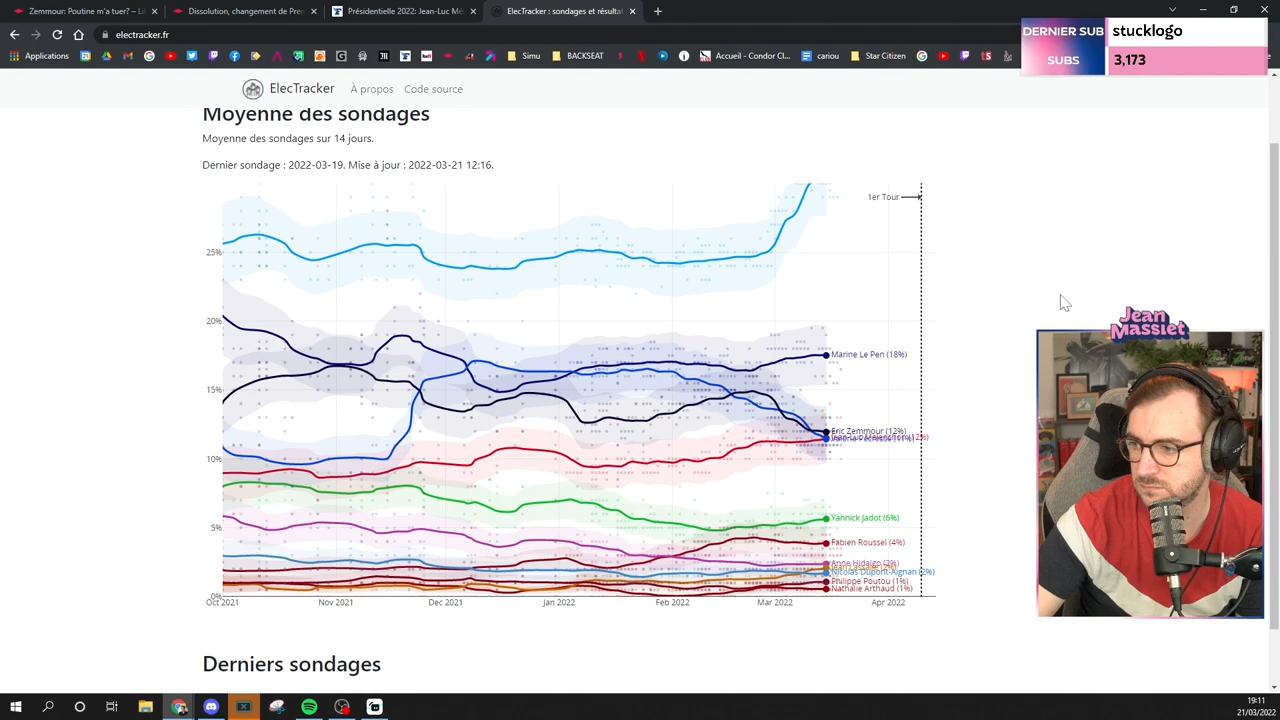 Zemmour: Poutine m'a tuer? – Li
Dissolution, changement de Pren
Présidentielle 2022: Jean-Luc Mé
ElecTracker : sondages et résultat
electracker.fr
Applications
Simu
BACKSEAT
Accueil - Condor Cl...
cariou
Star Citizen
DERNIER SUB
stucklogo
SUBS
3,173
ElecTracker
À propos
Code source
Moyenne des sondages
Moyenne des sondages sur 14 jours.
Dernier sondage : 2022-03-19. Mise à jour : 2022-03-21 12:16.
1er Tour
25%
20%
15%
10%
5%
0%
Marine Le Pen (18%)
Eric Zemmour (12%)
Yannick Jadot (6%)
Fabien Roussel (4%)
Anne Hidalgo (2%)
Nicolas Dupont-Aignan (2%)
Philippe Poutou (1%)
Nathalie Arthaud (1%)
Oct 2021
Nov 2021
Dec 2021
Jan 2022
Feb 2022
Mar 2022
Apr 2022
Jean
Massiet
Derniers sondages
19:11
21/03/2022